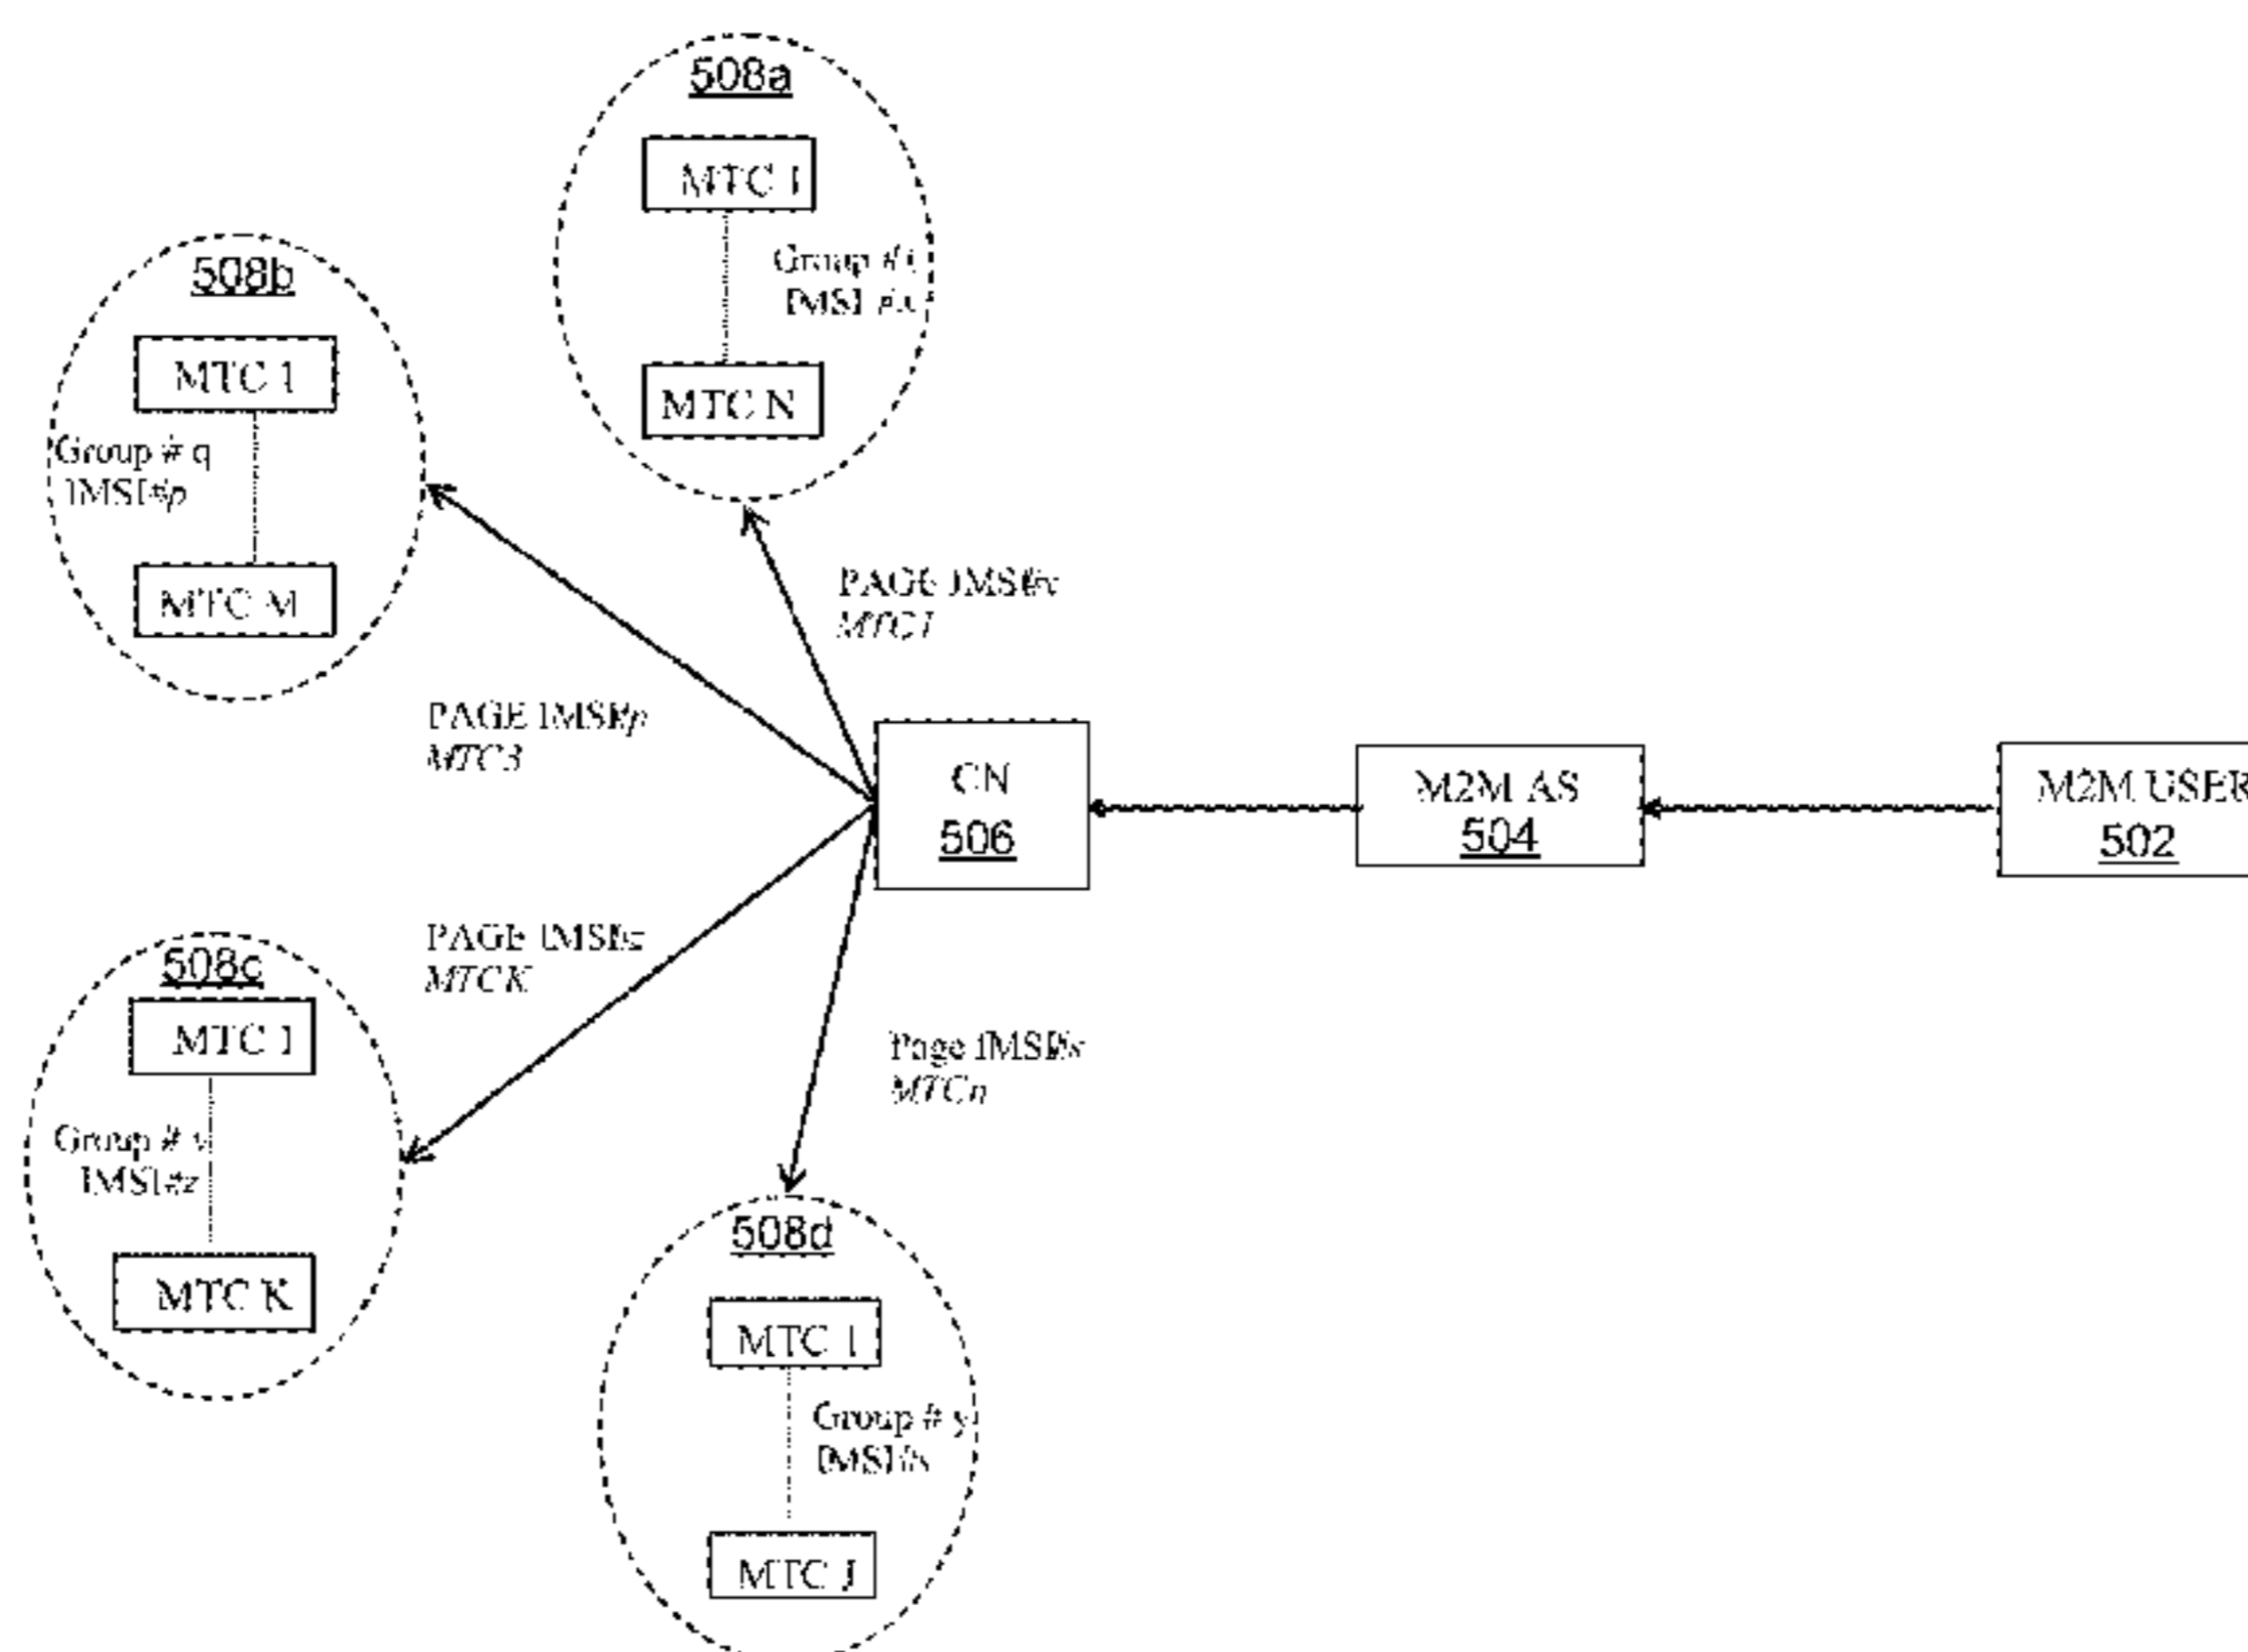 508a
MTC 1
Group # i
IMSI #x
MTC N
508b
MTC 1
Group # q
IMSI#p
MTC M
PAGE IMSI#x
MTC1
PAGE IMSI#p
MTC3
CN
506
M2M AS
504
M2M USER
502
PAGE IMSI#z
MTCK
508c
MTC 1
Group # v
IMSI#z
MTC K
Page IMSI#s
MTCn
508d
MTC 1
Group # y
IMSI#s
MTC J